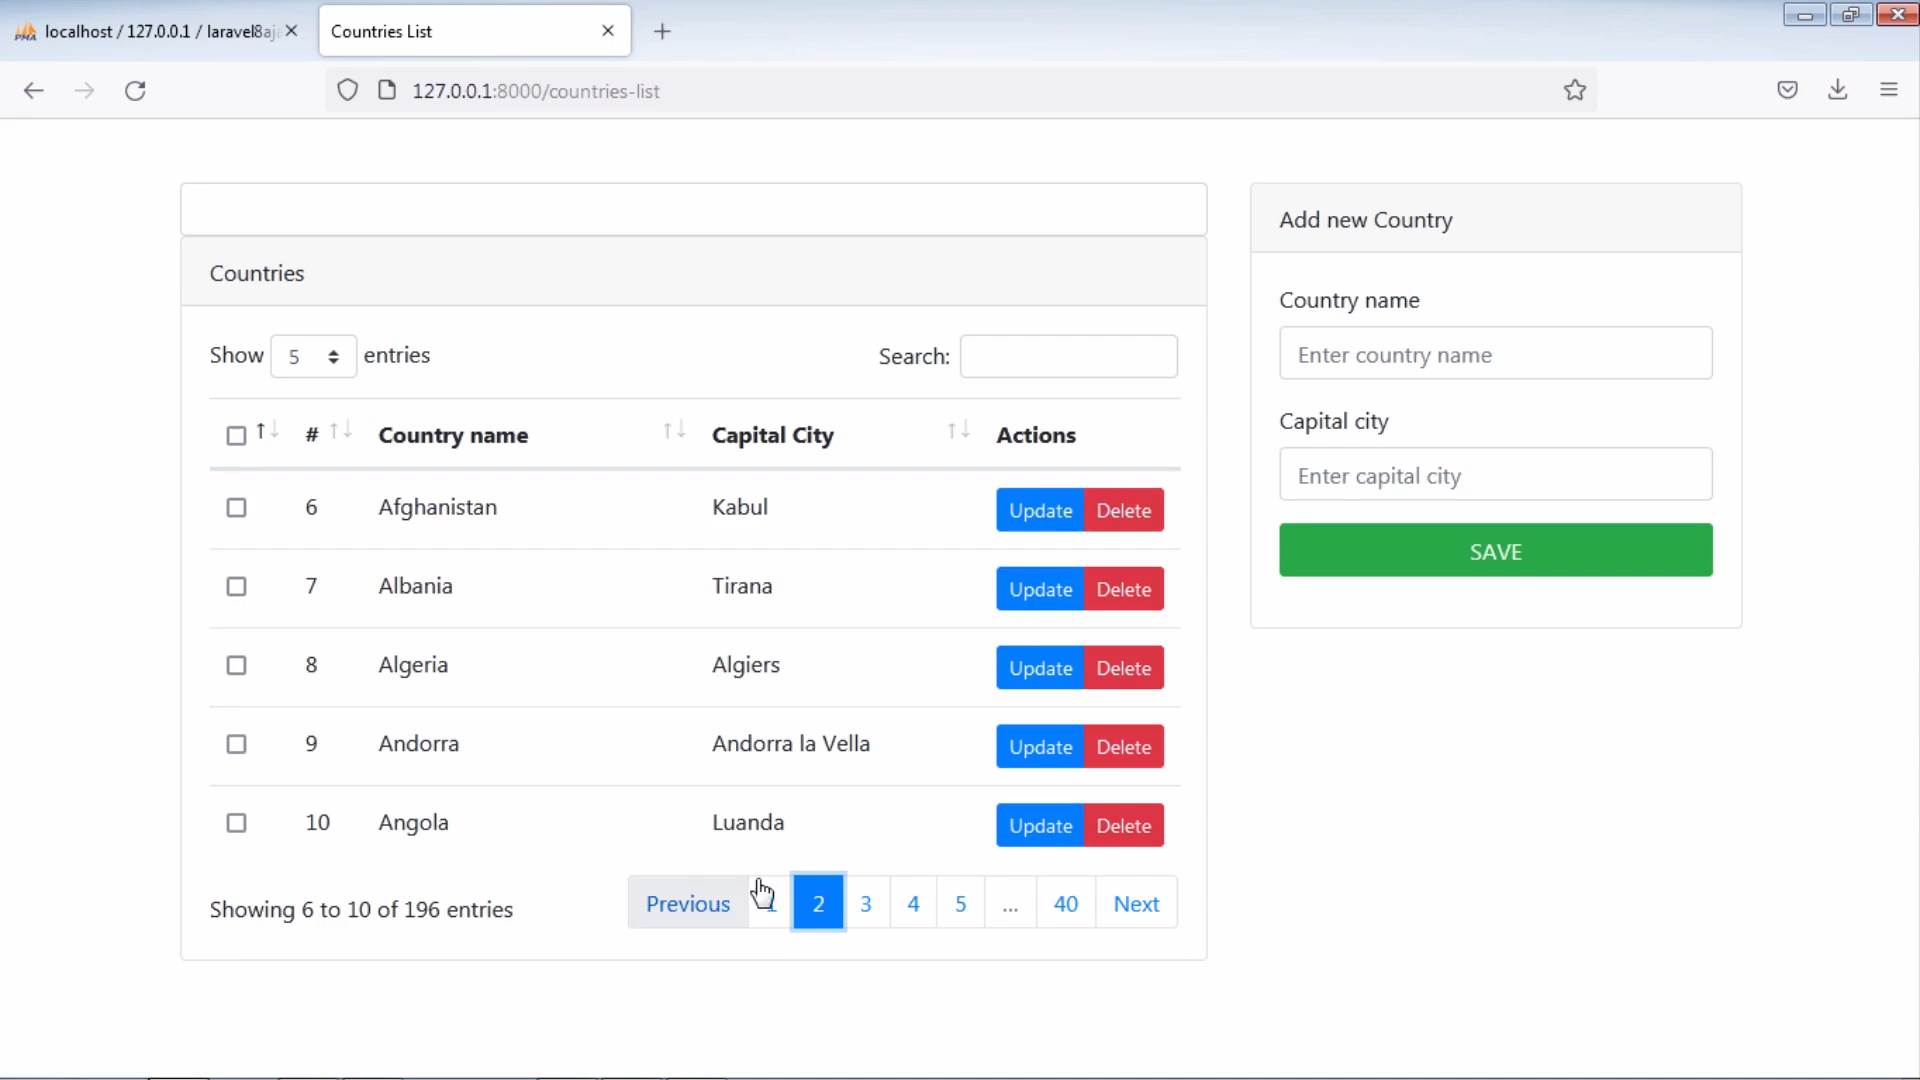 localhost / 127.0.0.1 / laravel8aj
Countries List
127.0.0.1:8000/countries-list
Countries
Show 5 entries
Search:
# Country name Capital City Actions
6 Afghanistan Kabul Update Delete
7 Albania Tirana Update Delete
8 Algeria Algiers Update Delete
9 Andorra Andorra la Vella Update Delete
10 Angola Luanda Update Delete
Showing 6 to 10 of 196 entries
Previous 1 2 3 4 5 ... 40 Next
Add new Country
Country name
Enter country name
Capital city
Enter capital city
SAVE